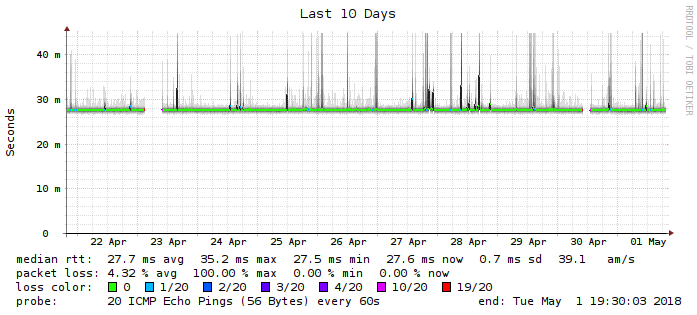 Last 10 Days
RRDTOOL / TOBI OETIKER
Seconds
40 m
30 m
20 m
10 m
0
22 Apr 23 Apr 24 Apr 25 Apr 26 Apr 27 Apr 28 Apr 29 Apr 30 Apr 01 May
median rtt: 27.7 ms avg 35.2 ms max 27.5 ms min 27.6 ms now 0.7 ms sd 39.1 am/s
packet loss: 4.32 % avg 100.00 % max 0.00 % min 0.00 % now
loss color: 0 1/20 2/20 3/20 4/20 10/20 19/20
probe: 20 ICMP Echo Pings (56 Bytes) every 60s end: Tue May 1 19:30:03 2018